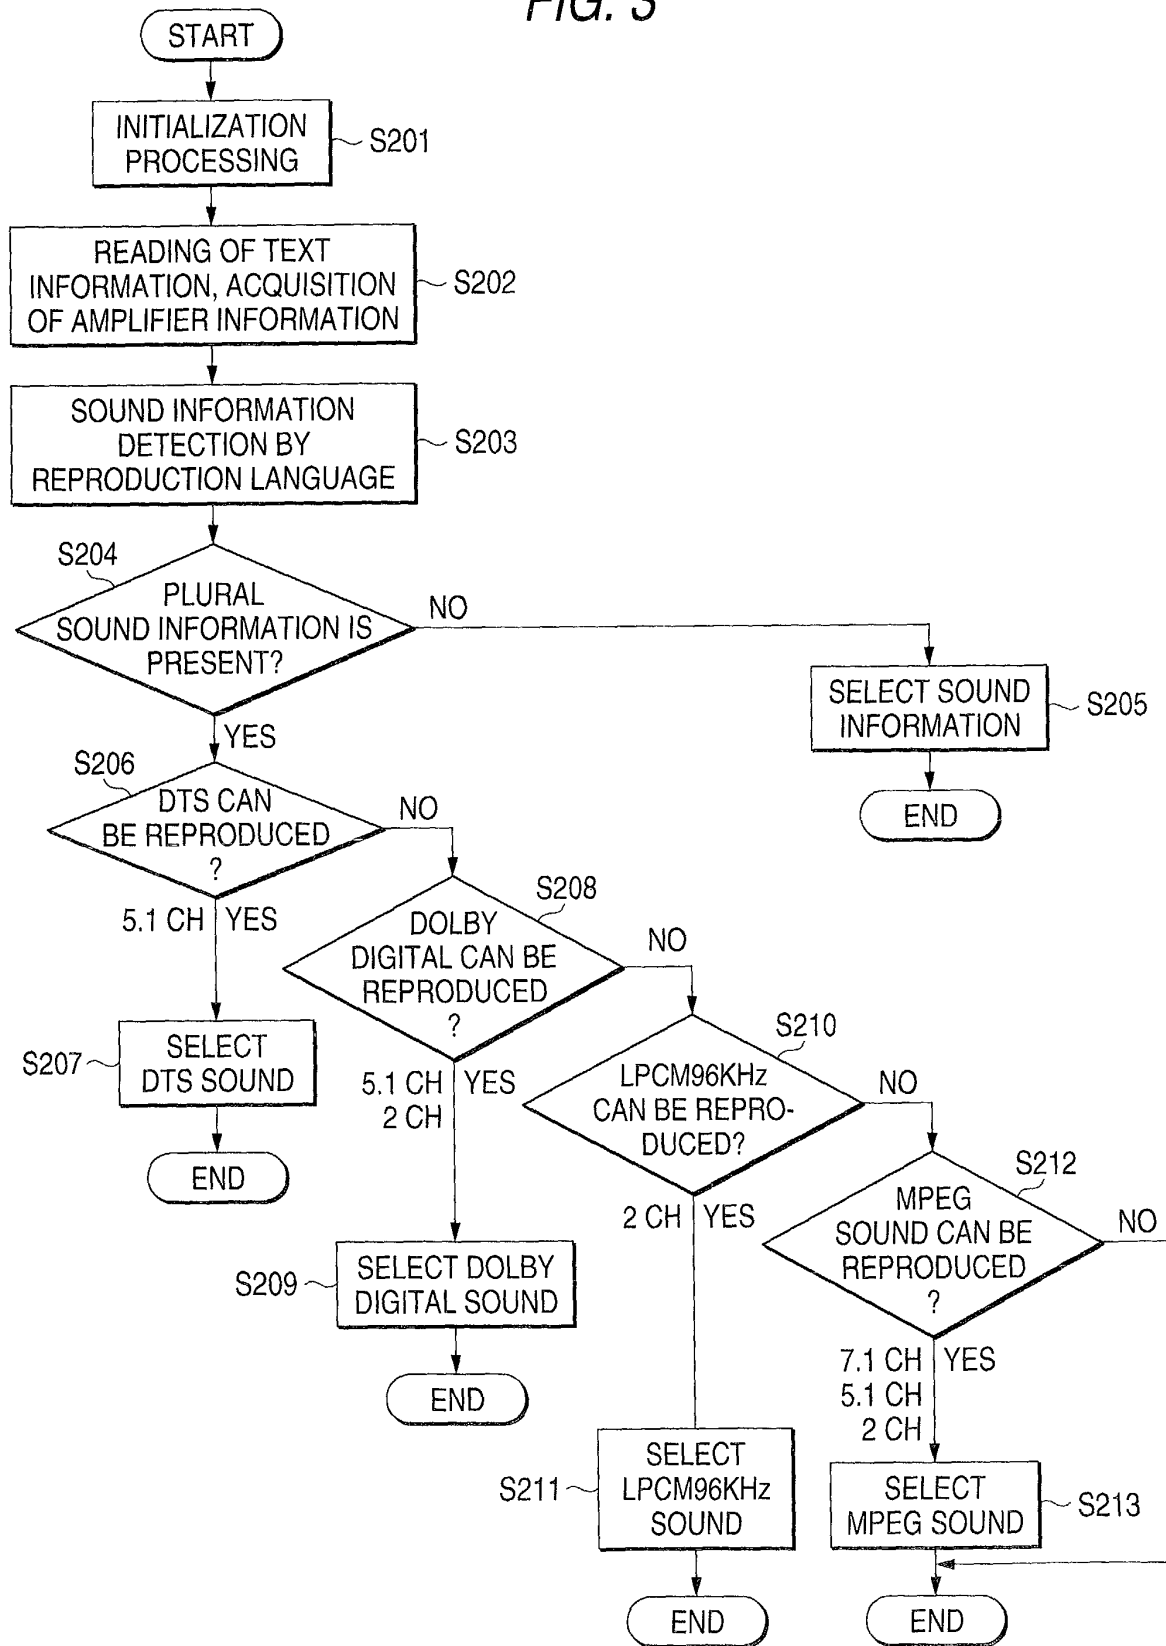 FIG. 3
START
INITIALIZATION
PROCESSING
S201
READING OF TEXT
INFORMATION, ACQUISITION
OF AMPLIFIER INFORMATION
S202
SOUND INFORMATION
DETECTION BY
REPRODUCTION LANGUAGE
S203
S204
PLURAL
SOUND INFORMATION IS
PRESENT?
NO
YES
SELECT SOUND
INFORMATION
S205
END
S206
DTS CAN
BE REPRODUCED
?
NO
5.1 CH YES
S207
SELECT
DTS SOUND
END
S208
DOLBY
DIGITAL CAN BE
REPRODUCED
?
NO
5.1 CH YES
2 CH
S209
SELECT DOLBY
DIGITAL SOUND
END
S210
LPCM96KHz
CAN BE REPRO-
DUCED?
NO
2 CH YES
S211
SELECT
LPCM96KHz
SOUND
END
S212
MPEG
SOUND CAN BE
REPRODUCED
?
NO
7.1 CH YES
5.1 CH
2 CH
SELECT
MPEG SOUND
S213
END